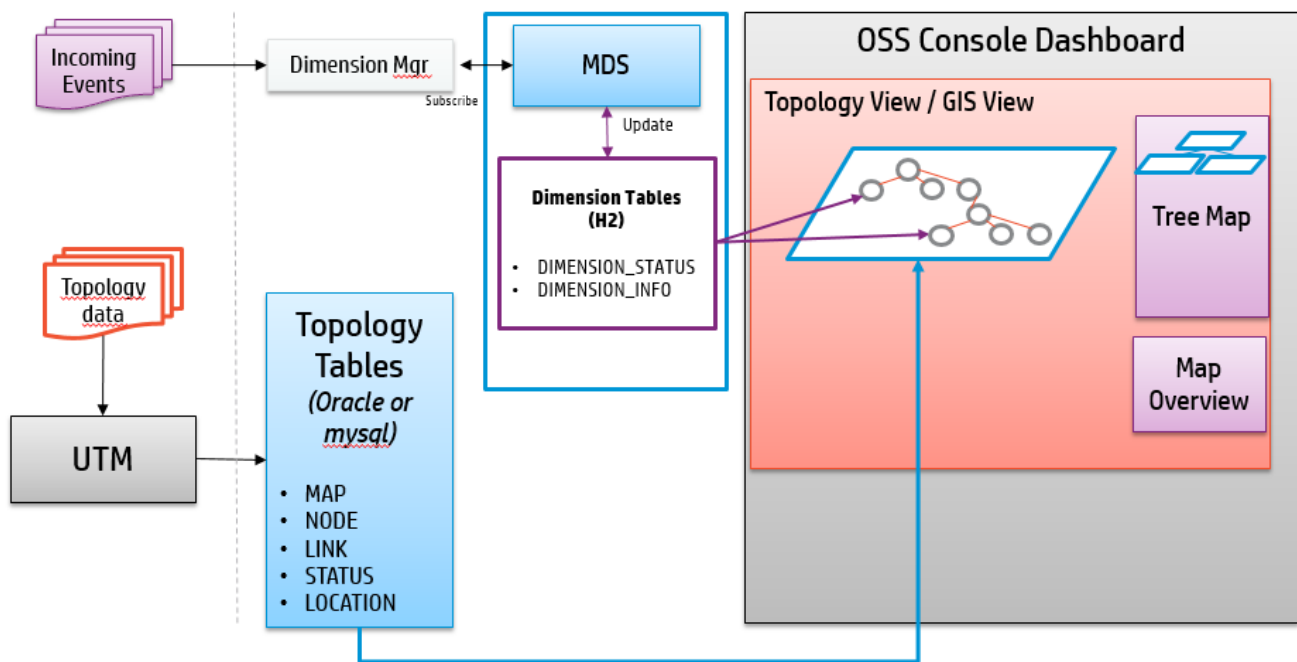 Incoming
Events
Dimension Mgr
Subscribe
MDS
Update
Dimension Tables
(H2)
• DIMENSION_STATUS
• DIMENSION_INFO
OSS Console Dashboard
Topology View / GIS View
Tree Map
Map
Overview
Topology
data
UTM
Topology
Tables
(Oracle or
mysql)
• MAP
• NODE
• LINK
• STATUS
• LOCATION